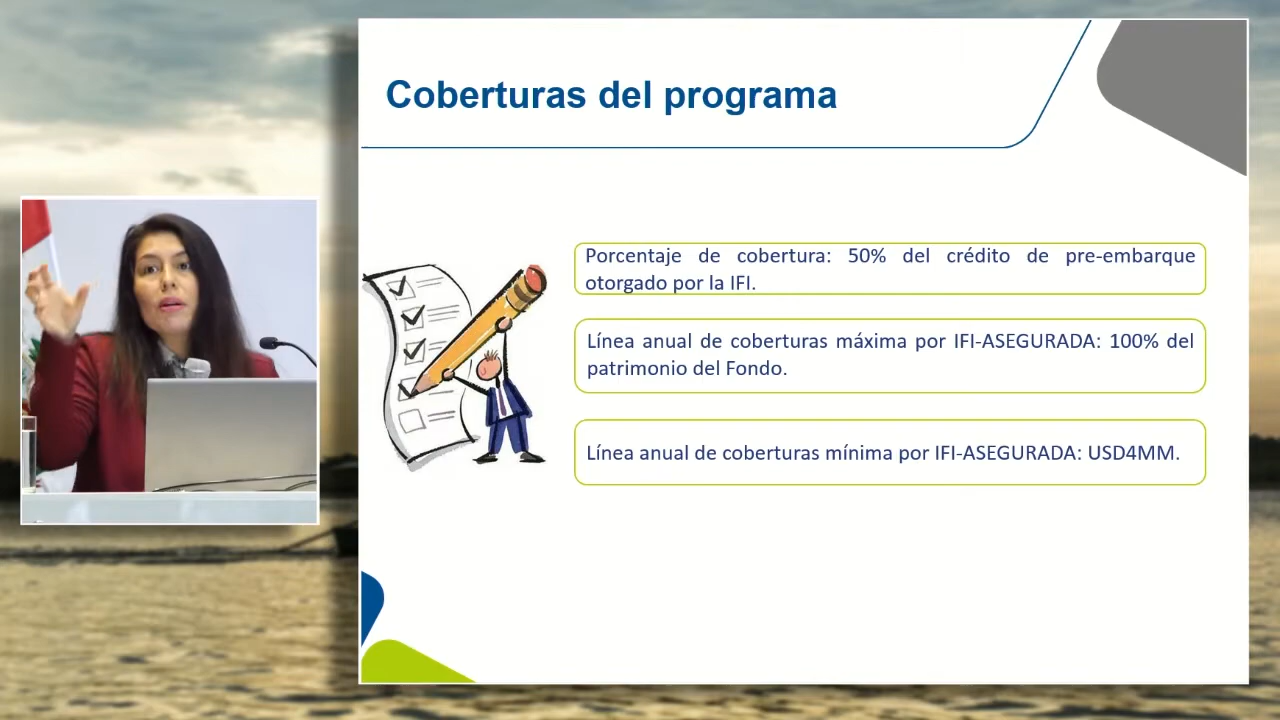 Coberturas del programa
Porcentaje de cobertura: 50% del crédito de pre-embarque
otorgado por la IFI.
Línea anual de coberturas máxima por IFI-ASEGURADA: 100% del
patrimonio del Fondo.
Línea anual de coberturas mínima por IFI-ASEGURADA: USD4MM.